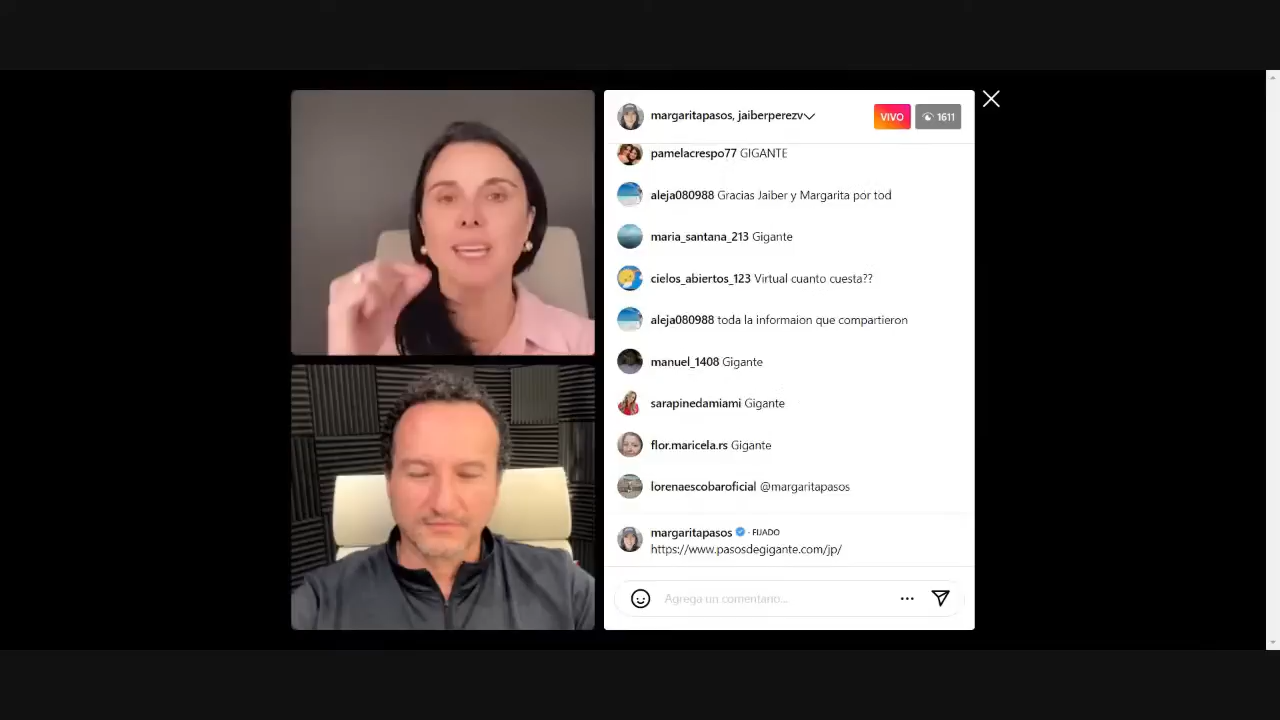 margaritapasos, jaiberperezv
VIVO
1611
pamelacrespo77 GIGANTE
aleja080988 Gracias Jaiber y Margarita por tod
maria_santana_213 Gigante
cielos_abiertos_123 Virtual cuanto cuesta??
aleja080988 toda la informaion que compartieron
manuel_1408 Gigante
sarapinedamiami Gigante
flor.maricela.rs Gigante
lorenaescobaroficial @margaritapasos
margaritapasos · FIJADO
https://www.pasosdegigante.com/jp/
Agrega un comentario...